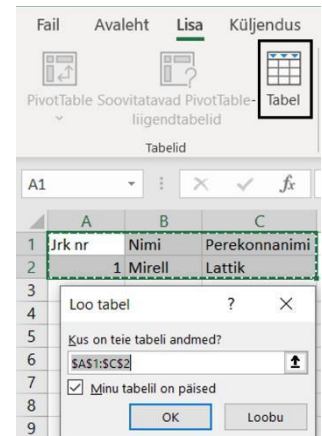 Fail Avaleht Lisa Küljendus
PivotTable Soovitatavad PivotTable- Tabel
liigendtabelid
Tabelid
A1 fx
A B C
1 Jrk nr Nimi Perekonnanimi
2 1 Mirell Lattik
3
4 Loo tabel ? ×
5 Kus on teie tabeli andmed?
6 $A$1:$C$2
7 Minu tabelil on päised
8 OK Loobu
9